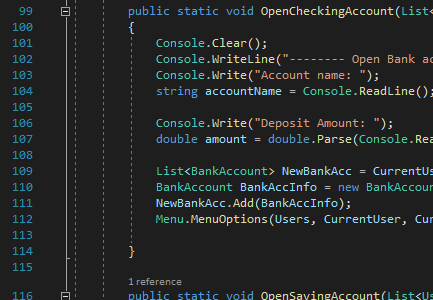 99 public static void OpenCheckingAccount(List<
100 {
101 Console.Clear();
102 Console.WriteLine("-------- Open Bank ac
103 Console.Write("Account name: ");
104 string accountName = Console.ReadLine();
105
106 Console.Write("Deposit Amount: ");
107 double amount = double.Parse(Console.Rea
108
109 List<BankAccount> NewBankAcc = CurrentUs
110 BankAccount BankAccInfo = new BankAccoun
111 NewBankAcc.Add(BankAccInfo);
112 Menu.MenuOptions(Users, CurrentUser, Cur
113
114 }
115
1 reference
116 public static void OpenSavingAccount(List<Us